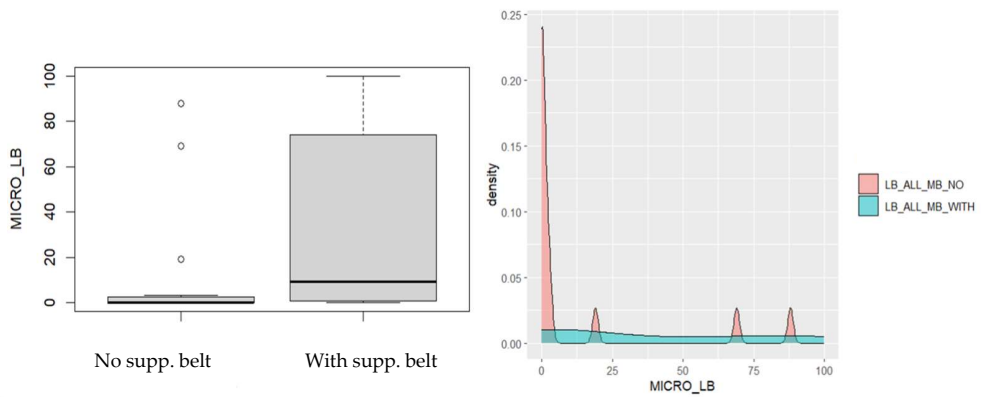 MICRO_LB
100
80
60
40
20
0
No supp. belt
With supp. belt
density
0.25
0.20
0.15
0.10
0.05
0.00
0
25
50
75
100
MICRO_LB
LB_ALL_MB_NO
LB_ALL_MB_WITH